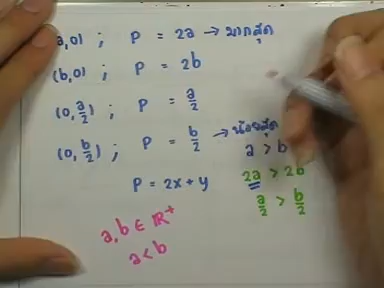 (a,0) ; P = 2a → มากสุด
(b,0) ; P = 2b
(0, a/2) ; P = a/2
(0, b/2) ; P = b/2 → น้อยสุด
a > b
P = 2x + y
2a > 2b
a/2 > b/2
a, b ∈ ℝ⁺
a < b